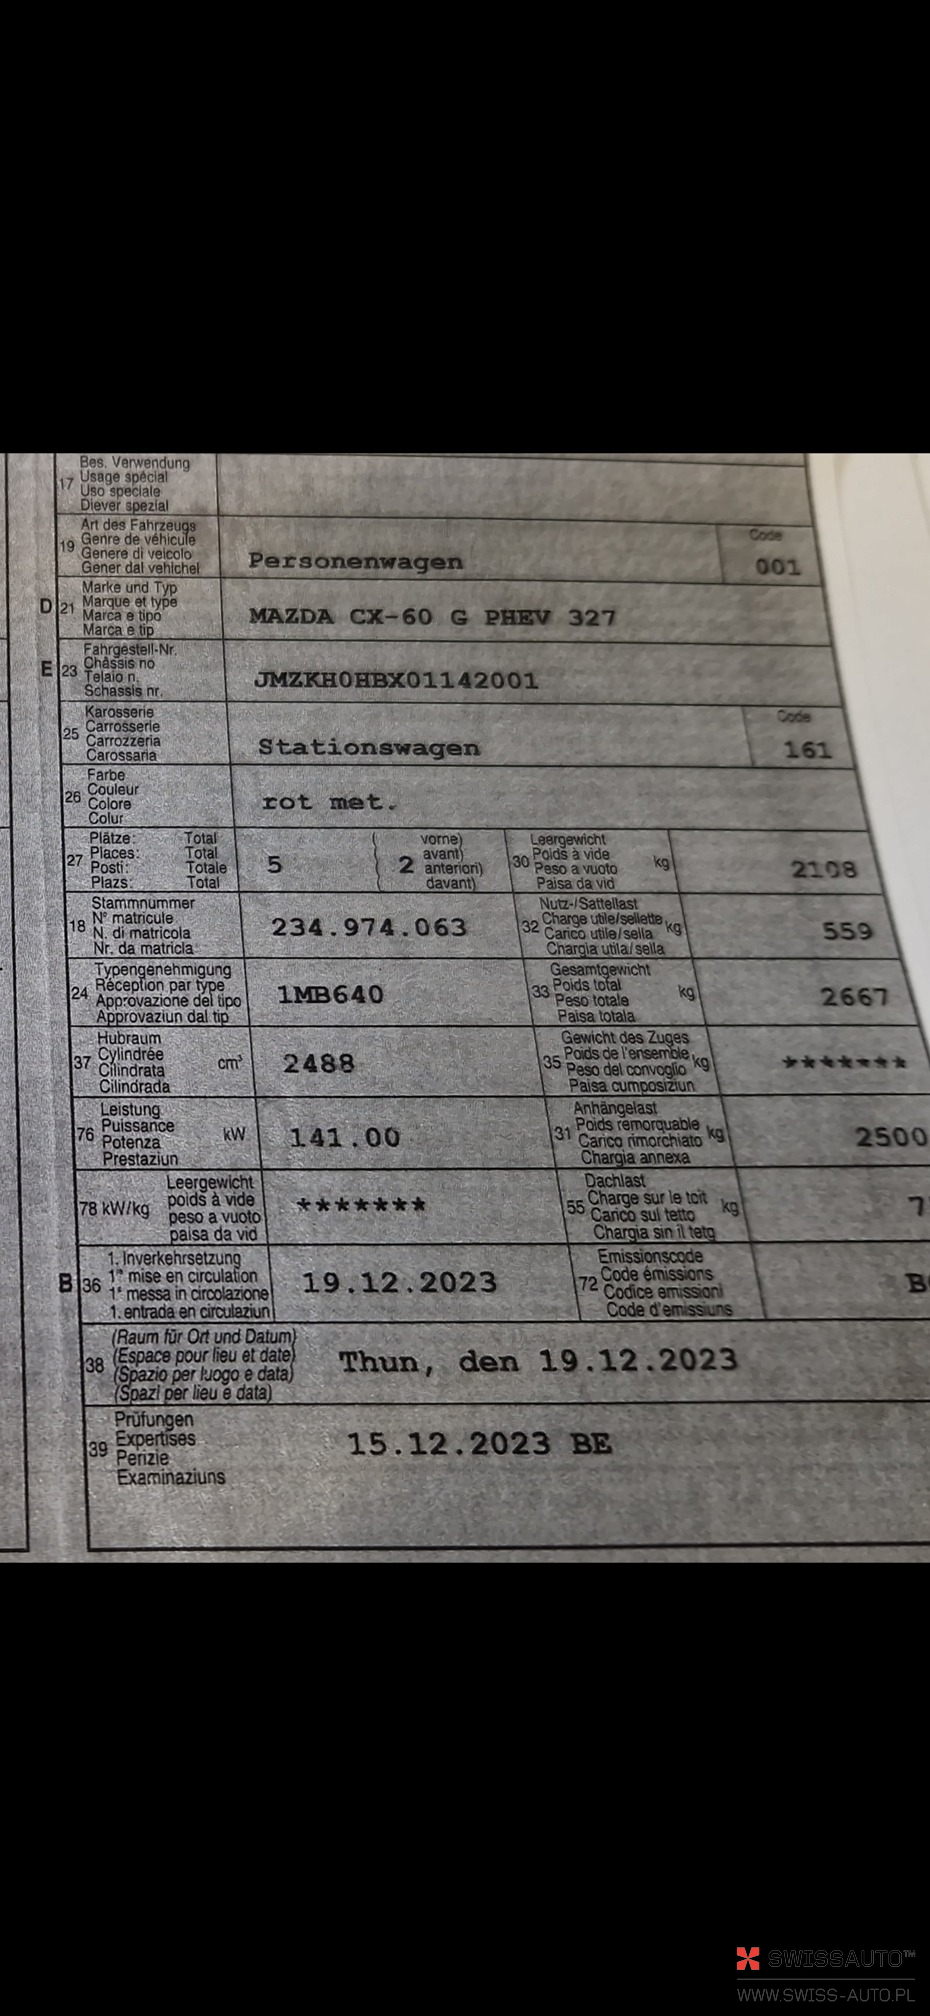 17 Bes. Verwendung
Usage spécial
Uso speciale
Diever spezial
19 Art des Fahrzeugs
Genre de véhicule
Genere di veicolo
Gener dal vehichel
Personenwagen
Code
001
D 21 Marke und Typ
Marque et type
Marca e tipo
Marca e tip
MAZDA CX-60 G PHEV 327
E 23 Fahrgestell-Nr.
Châssis no
Telaio n.
Schassis nr.
JMZKH0HBX01142001
25 Karosserie
Carrosserie
Carrozzeria
Carossaria
Stationswagen
Code
161
26 Farbe
Couleur
Colore
Colur
rot met.
27 Plätze: Total
Places: Total
Posti: Totale
Plazs: Total
5
( vorne)
avant)
2 anteriori)
( davant)
30 Leergewicht
Poids à vide kg
Peso a vuoto
Paisa da vid
2108
18 Stammnummer
N° matricule
N. di matricola
Nr. da matricla
234.974.063
32 Nutz-/Sattellast
Charge utile/sellette kg
Carico utile/sella
Chargia utila/sella
559
24 Typengenehmigung
Réception par type
Approvazione del tipo
Approvaziun dal tip
1MB640
33 Gesamtgewicht
Poids total kg
Peso totale
Paisa totala
2667
37 Hubraum
Cylindrée cm³
Cilindrata
Cilindrada
2488
35 Gewicht des Zuges
Poids de l'ensemble kg
Peso del convoglio
Paisa cumposiziun
*******
76 Leistung
Puissance kW
Potenza
Prestaziun
141.00
31 Anhängelast
Poids remorquable kg
Carico rimorchiato
Chargia annexa
2500
78 kW/kg Leergewicht
poids à vide
peso a vuoto
paisa da vid
*******
55 Dachlast
Charge sur le toit kg
Carico sul tetto
Chargia sin il tetg
7
B 36 1. Inverkehrsetzung
1re mise en circulation
1a messa in circolazione
1. entrada en circulaziun
19.12.2023
72 Emissionscode
Code émissions
Codice emissioni
Code d'emissiuns
B
38 (Raum für Ort und Datum)
(Espace pour lieu et date)
(Spazio per luogo e data)
(Spazi per lieu e data)
Thun, den 19.12.2023
39 Prüfungen
Expertises
Perizie
Examinaziuns
15.12.2023 BE
SWISSAUTO™
WWW.SWISS-AUTO.PL